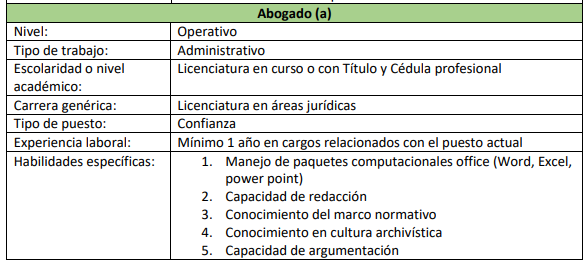 Abogado (a)
Nivel: Operativo
Tipo de trabajo: Administrativo
Escolaridad o nivel académico: Licenciatura en curso o con Título y Cédula profesional
Carrera genérica: Licenciatura en áreas jurídicas
Tipo de puesto: Confianza
Experiencia laboral: Mínimo 1 año en cargos relacionados con el puesto actual
Habilidades específicas: 1. Manejo de paquetes computacionales office (Word, Excel,
power point)
2. Capacidad de redacción
3. Conocimiento del marco normativo
4. Conocimiento en cultura archivística
5. Capacidad de argumentación